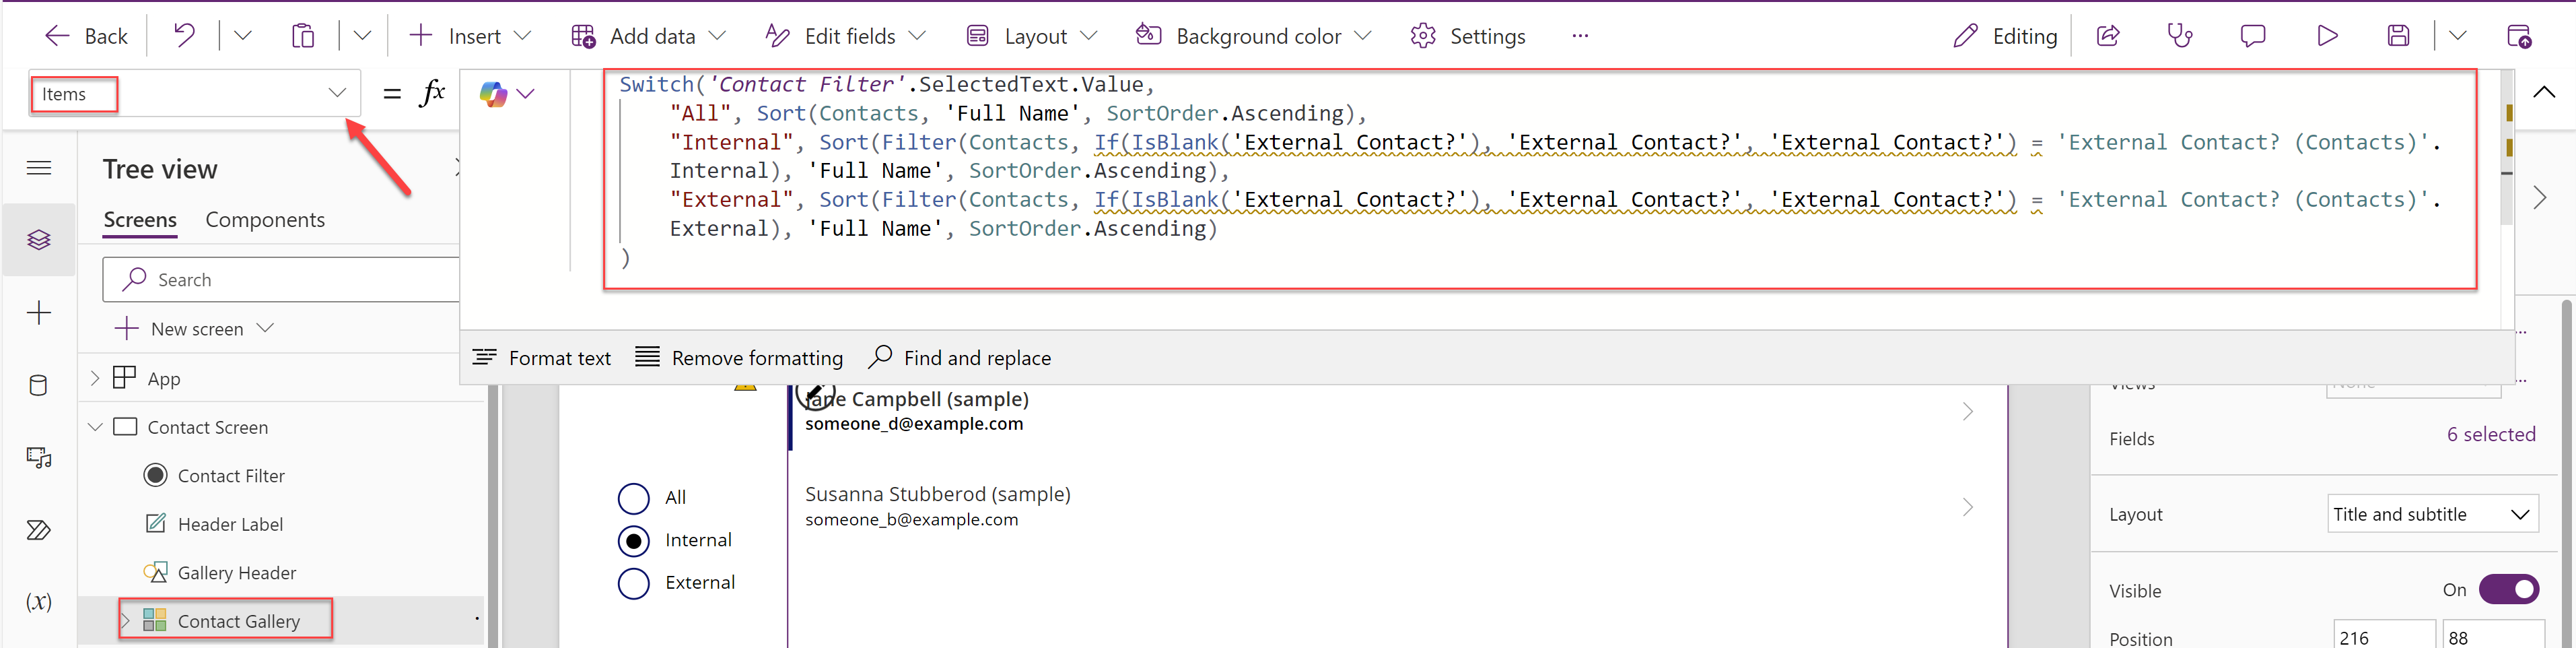 Back
Insert
Add data
Edit fields
Layout
Background color
Settings
...
Editing
Items
= fx
Switch('Contact Filter'.SelectedText.Value,
"All", Sort(Contacts, 'Full Name', SortOrder.Ascending),
"Internal", Sort(Filter(Contacts, If(IsBlank('External Contact?'), 'External Contact?', 'External Contact?') = 'External Contact? (Contacts)'.
Internal), 'Full Name', SortOrder.Ascending),
"External", Sort(Filter(Contacts, If(IsBlank('External Contact?'), 'External Contact?', 'External Contact?') = 'External Contact? (Contacts)'.
External), 'Full Name', SortOrder.Ascending)
)
Format text
Remove formatting
Find and replace
Tree view
Screens
Components
Search
New screen
App
Contact Screen
Contact Filter
Header Label
Gallery Header
Contact Gallery
(x)
Jane Campbell (sample)
someone_d@example.com
Susanna Stubberod (sample)
someone_b@example.com
All
Internal
External
Views
None
Fields
6 selected
Layout
Title and subtitle
Visible
On
Position
216
88